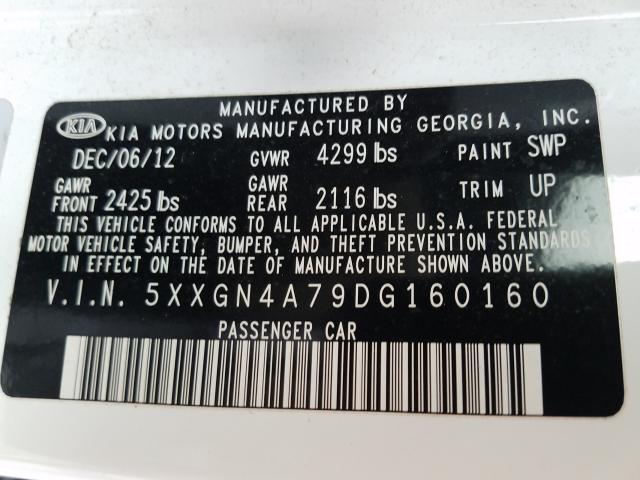 MANUFACTURED BY
KIA KIA MOTORS MANUFACTURING GEORGIA, INC.
DEC/06/12 GVWR 4299 lbs PAINT SWP
GAWR FRONT 2425 lbs GAWR REAR 2116 lbs TRIM UP
THIS VEHICLE CONFORMS TO ALL APPLICABLE U.S.A. FEDERAL
MOTOR VEHICLE SAFETY, BUMPER, AND THEFT PREVENTION STANDARDS
IN EFFECT ON THE DATE OF MANUFACTURE SHOWN ABOVE.
V.I.N. 5XXGN4A79DG160160
PASSENGER CAR